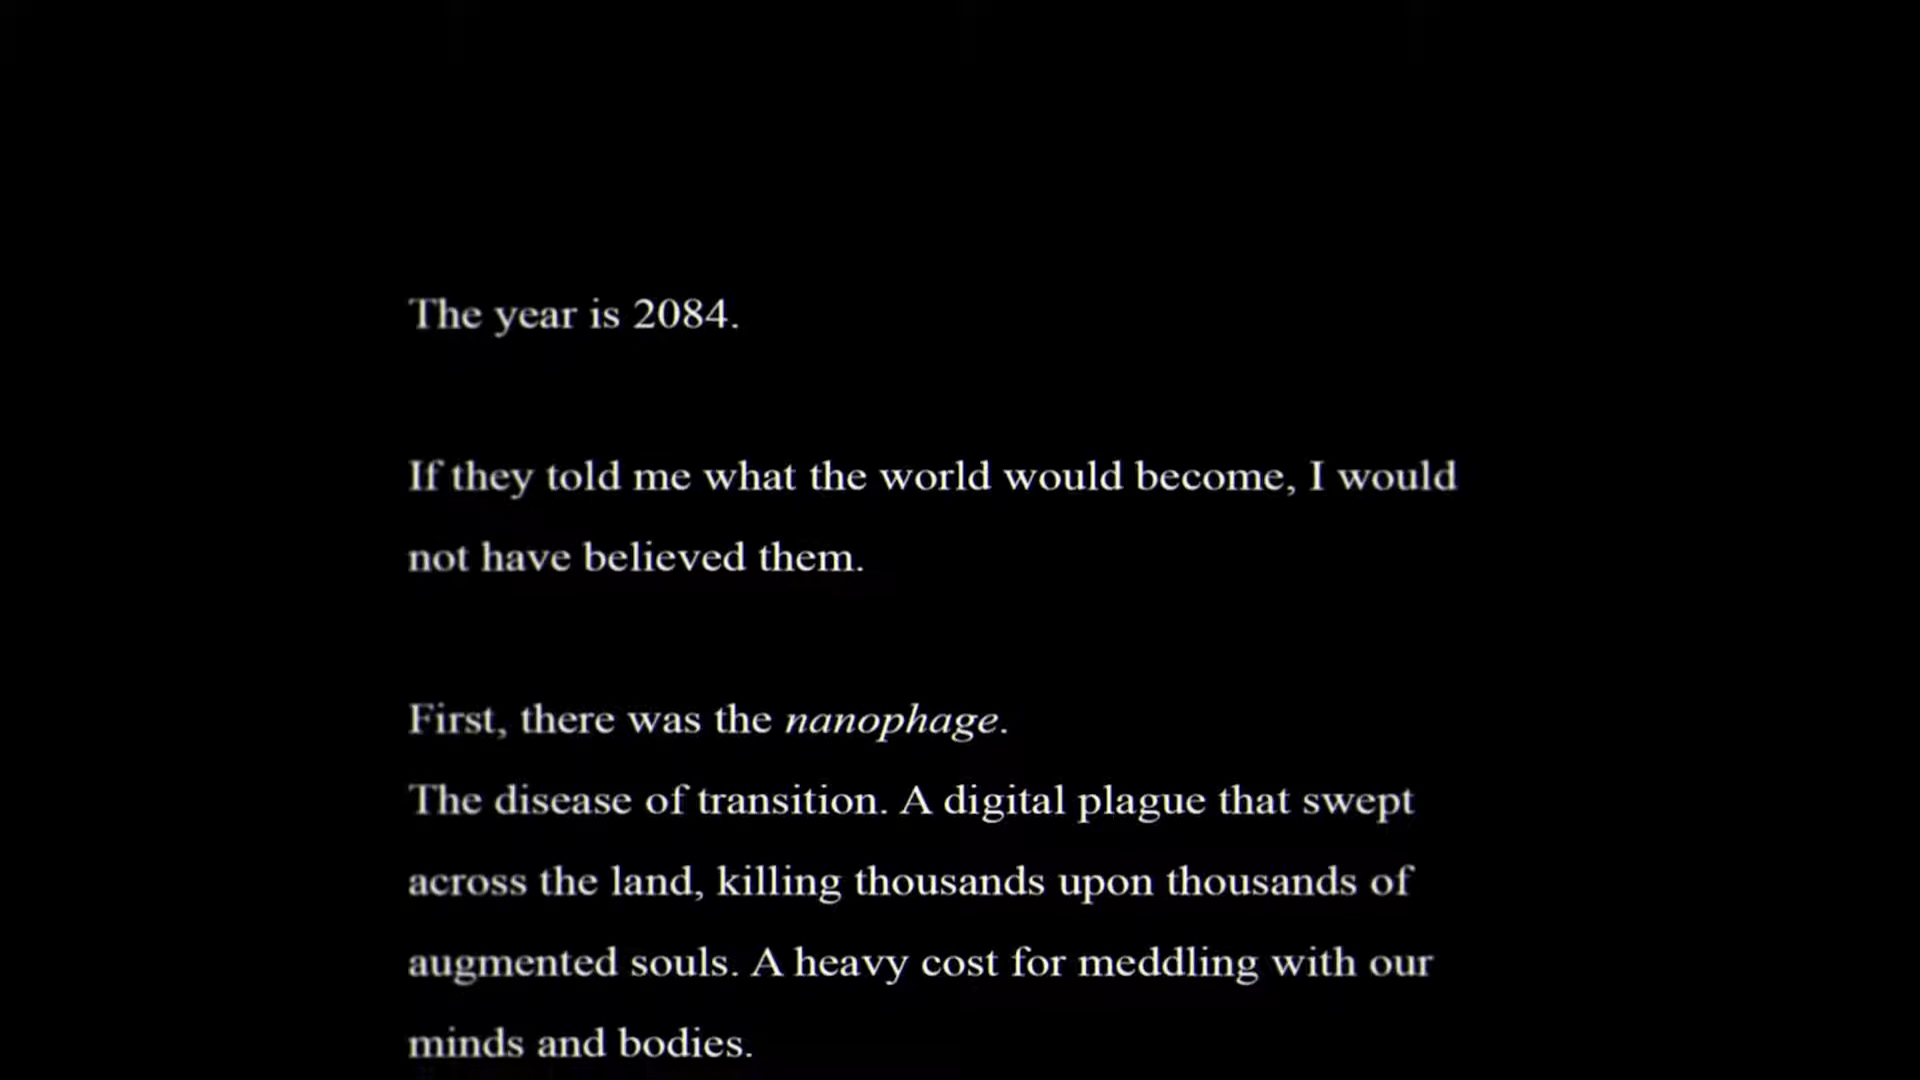 The year is 2084.
If they told me what the world would become, I would
not have believed them.
First, there was the nanophage.
The disease of transition. A digital plague that swept
across the land, killing thousands upon thousands of
augmented souls. A heavy cost for meddling with our
minds and bodies.